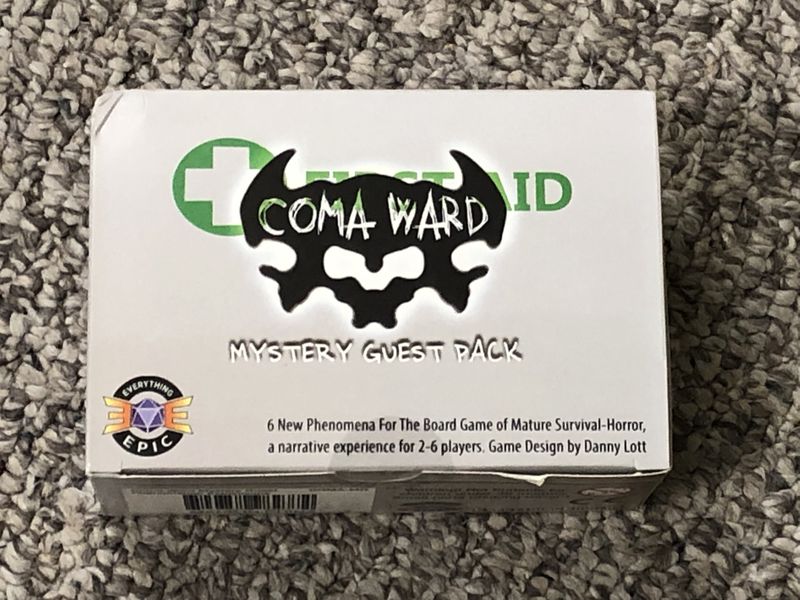 FIRST AID
COMA WARD
MYSTERY GUEST PACK
EVERYTHING
EPIC
6 New Phenomena For The Board Game of Mature Survival-Horror,
a narrative experience for 2-6 players. Game Design by Danny Lott